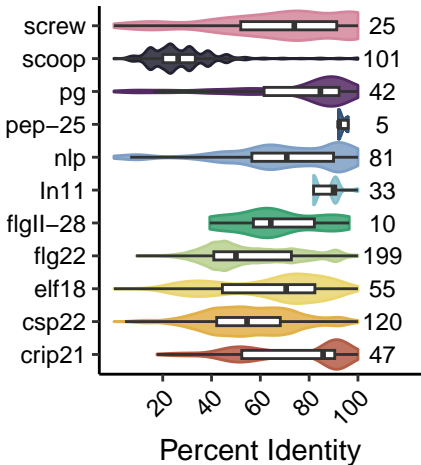 screw 25
scoop 101
pg 42
pep-25 5
nlp 81
In11 33
flgII-28 10
flg22 199
elf18 55
csp22 120
crip21 47
20 40 60 80 100
Percent Identity